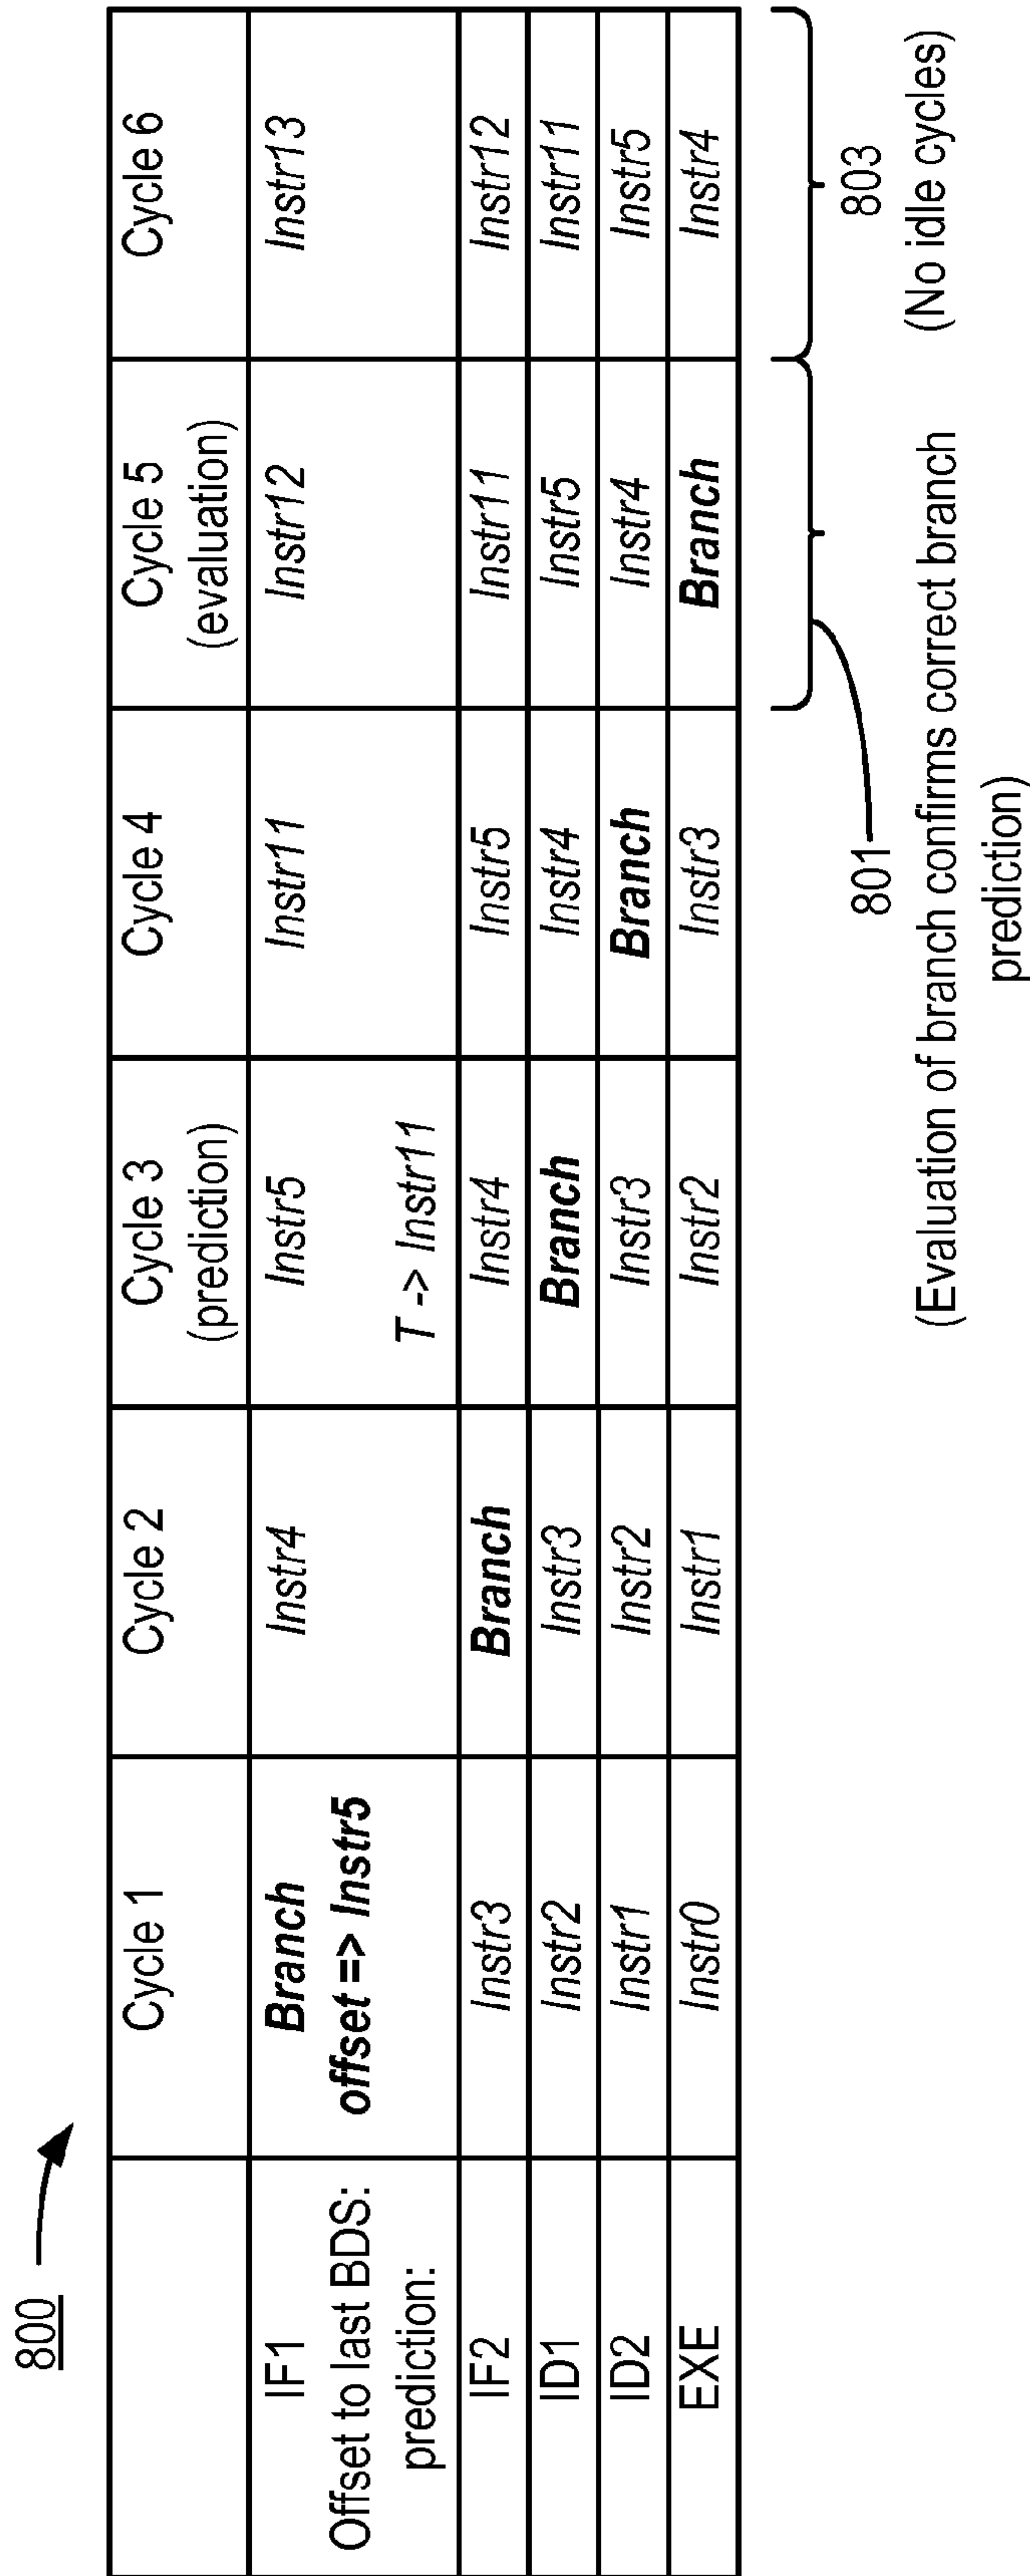 800
Cycle 1 Cycle 2 Cycle 3 Cycle 4 Cycle 5 Cycle 6
(prediction) (evaluation)
IF1 Branch Instr4 Instr5 Instr11 Instr12 Instr13
Offset to last BDS: offset => Instr5
prediction: T -> Instr11
IF2 Instr3 Branch Instr4 Instr5 Instr11 Instr12
ID1 Instr2 Instr3 Branch Instr4 Instr5 Instr11
ID2 Instr1 Instr2 Instr3 Branch Instr4 Instr5
EXE Instr0 Instr1 Instr2 Instr3 Branch Instr4
801
(Evaluation of branch confirms correct branch
prediction)
803
(No idle cycles)